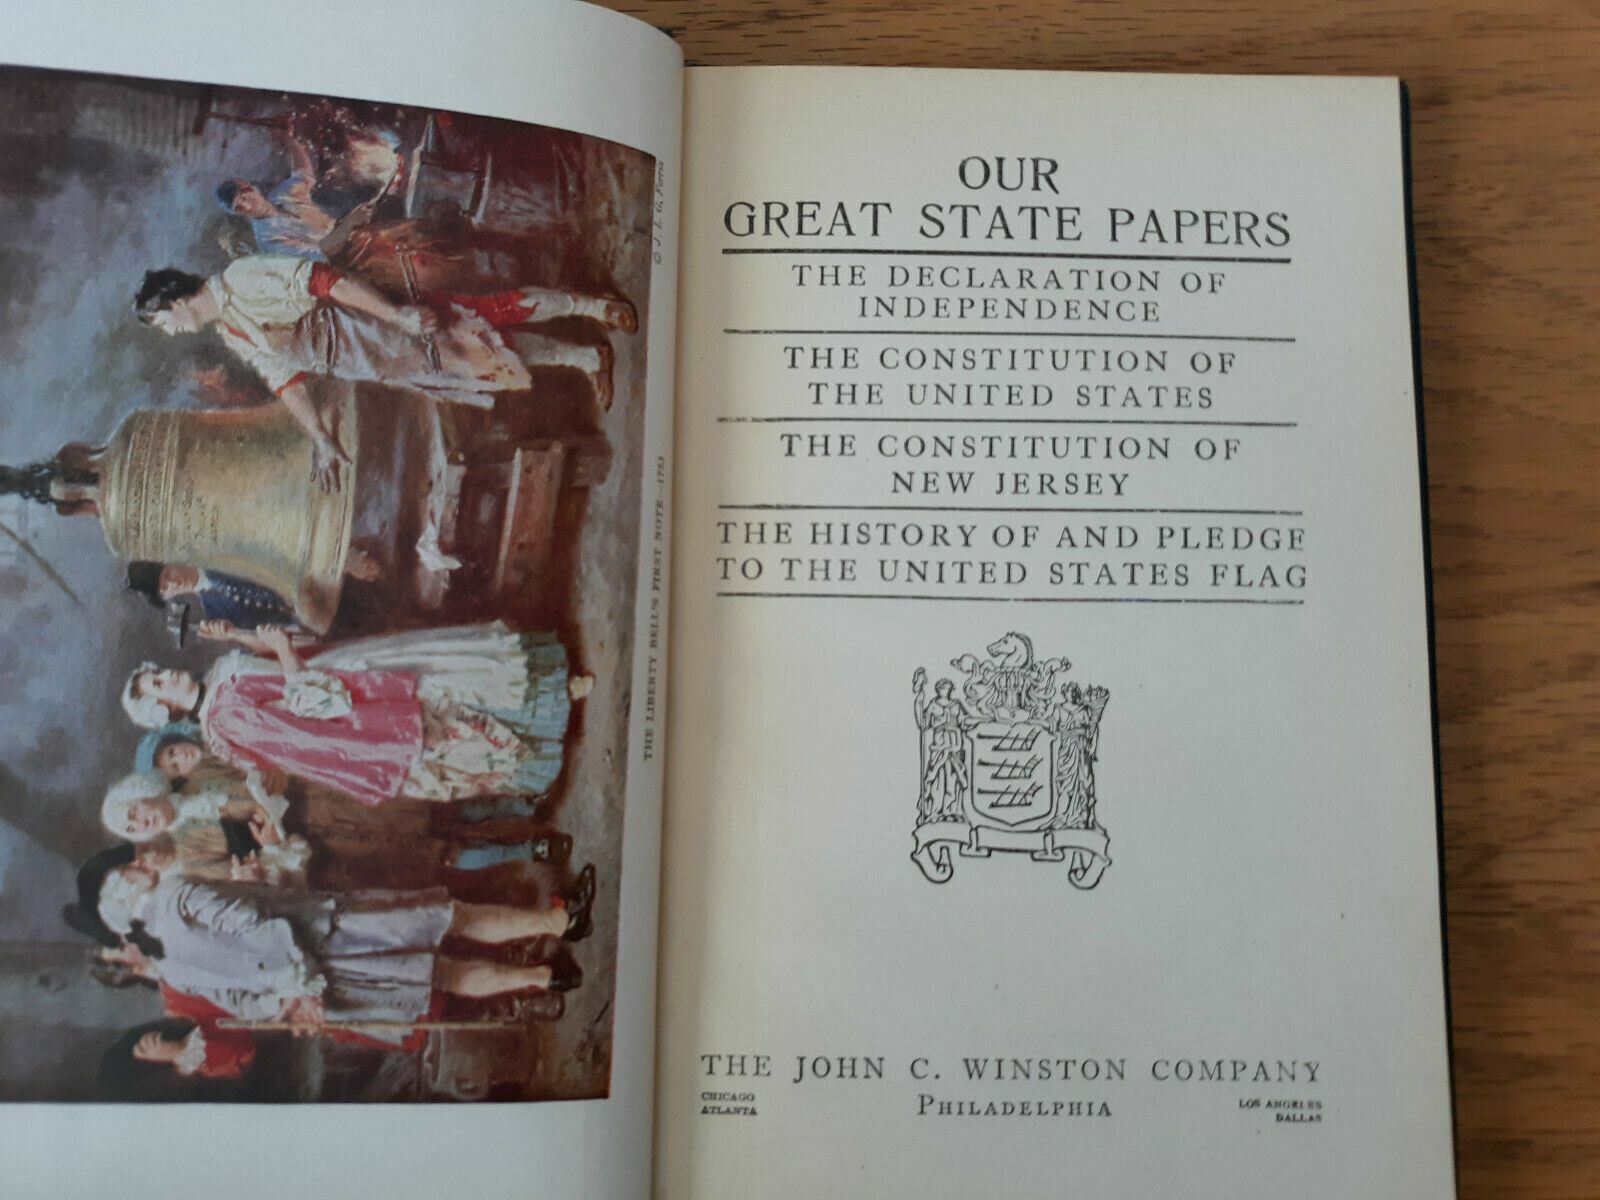 © J. L. G. Ferris
THE LIBERTY BELL'S FIRST NOTE—1753
OUR
GREAT STATE PAPERS
THE DECLARATION OF
INDEPENDENCE
THE CONSTITUTION OF
THE UNITED STATES
THE CONSTITUTION OF
NEW JERSEY
THE HISTORY OF AND PLEDGE
TO THE UNITED STATES FLAG
THE JOHN C. WINSTON COMPANY
CHICAGO
ATLANTA
PHILADELPHIA
LOS ANGELES
DALLAS